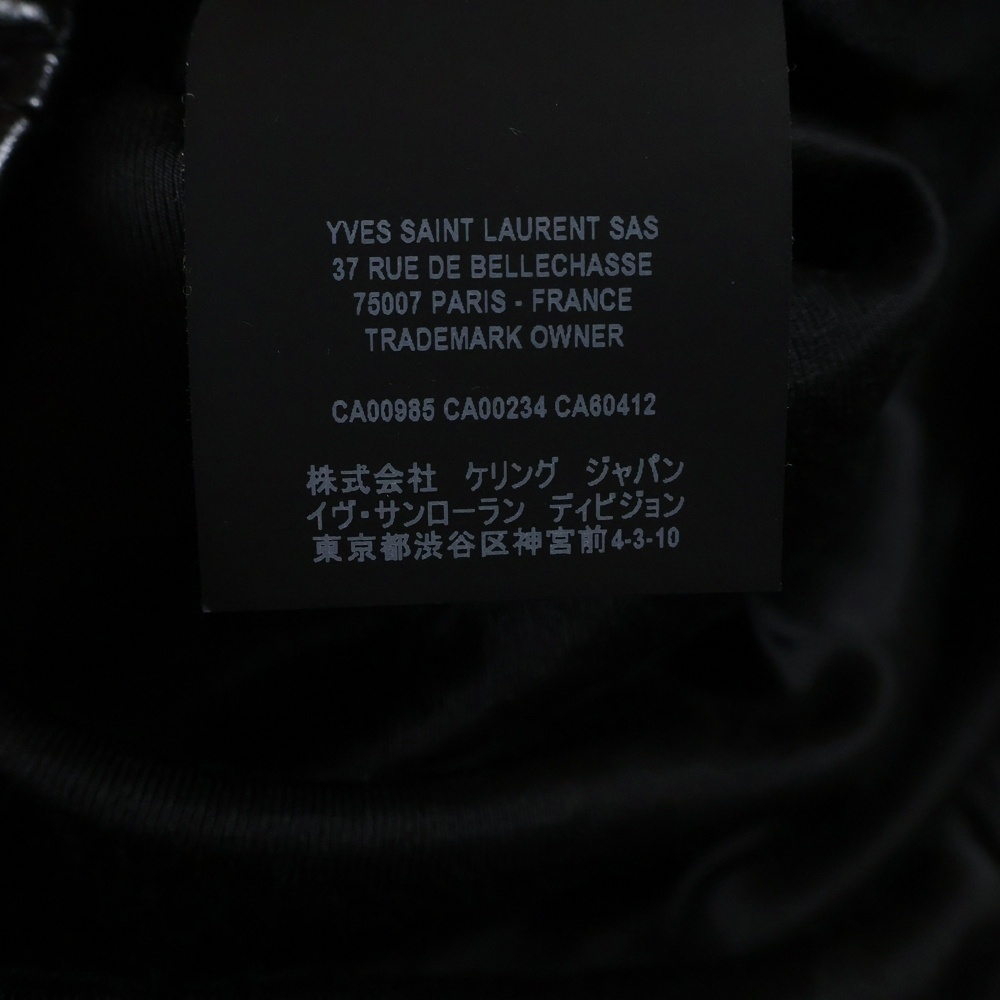 YVES SAINT LAURENT SAS
37 RUE DE BELLECHASSE
75007 PARIS - FRANCE
TRADEMARK OWNER
CA00985 CA00234 CA60412
株式会社 ケリング ジャパン
イヴ・サンローラン ディビジョン
東京都渋谷区神宮前4-3-10